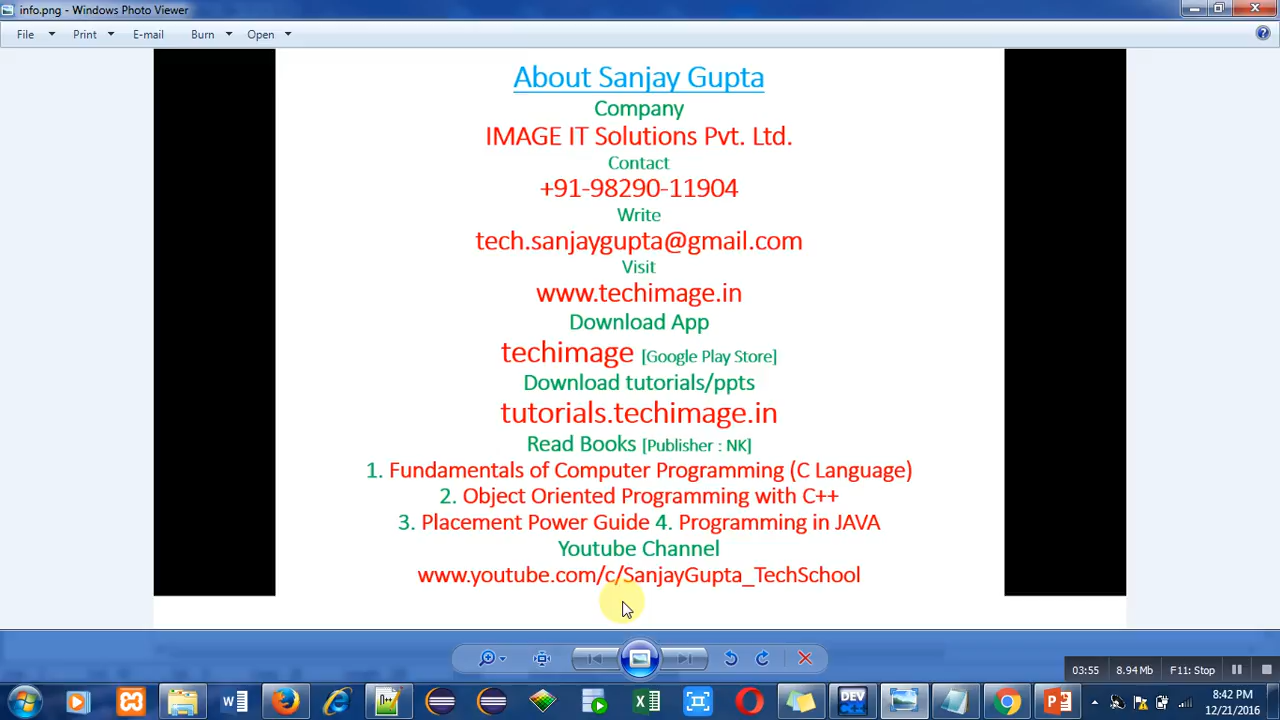 info.png - Windows Photo Viewer
File Print E-mail Burn Open
About Sanjay Gupta
Company
IMAGE IT Solutions Pvt. Ltd.
Contact
+91-98290-11904
Write
tech.sanjaygupta@gmail.com
Visit
www.techimage.in
Download App
techimage [Google Play Store]
Download tutorials/ppts
tutorials.techimage.in
Read Books [Publisher : NK]
1. Fundamentals of Computer Programming (C Language)
2. Object Oriented Programming with C++
3. Placement Power Guide 4. Programming in JAVA
Youtube Channel
www.youtube.com/c/SanjayGupta_TechSchool
03:55 8.94 Mb F11: Stop
DEV
8:42 PM
12/21/2016